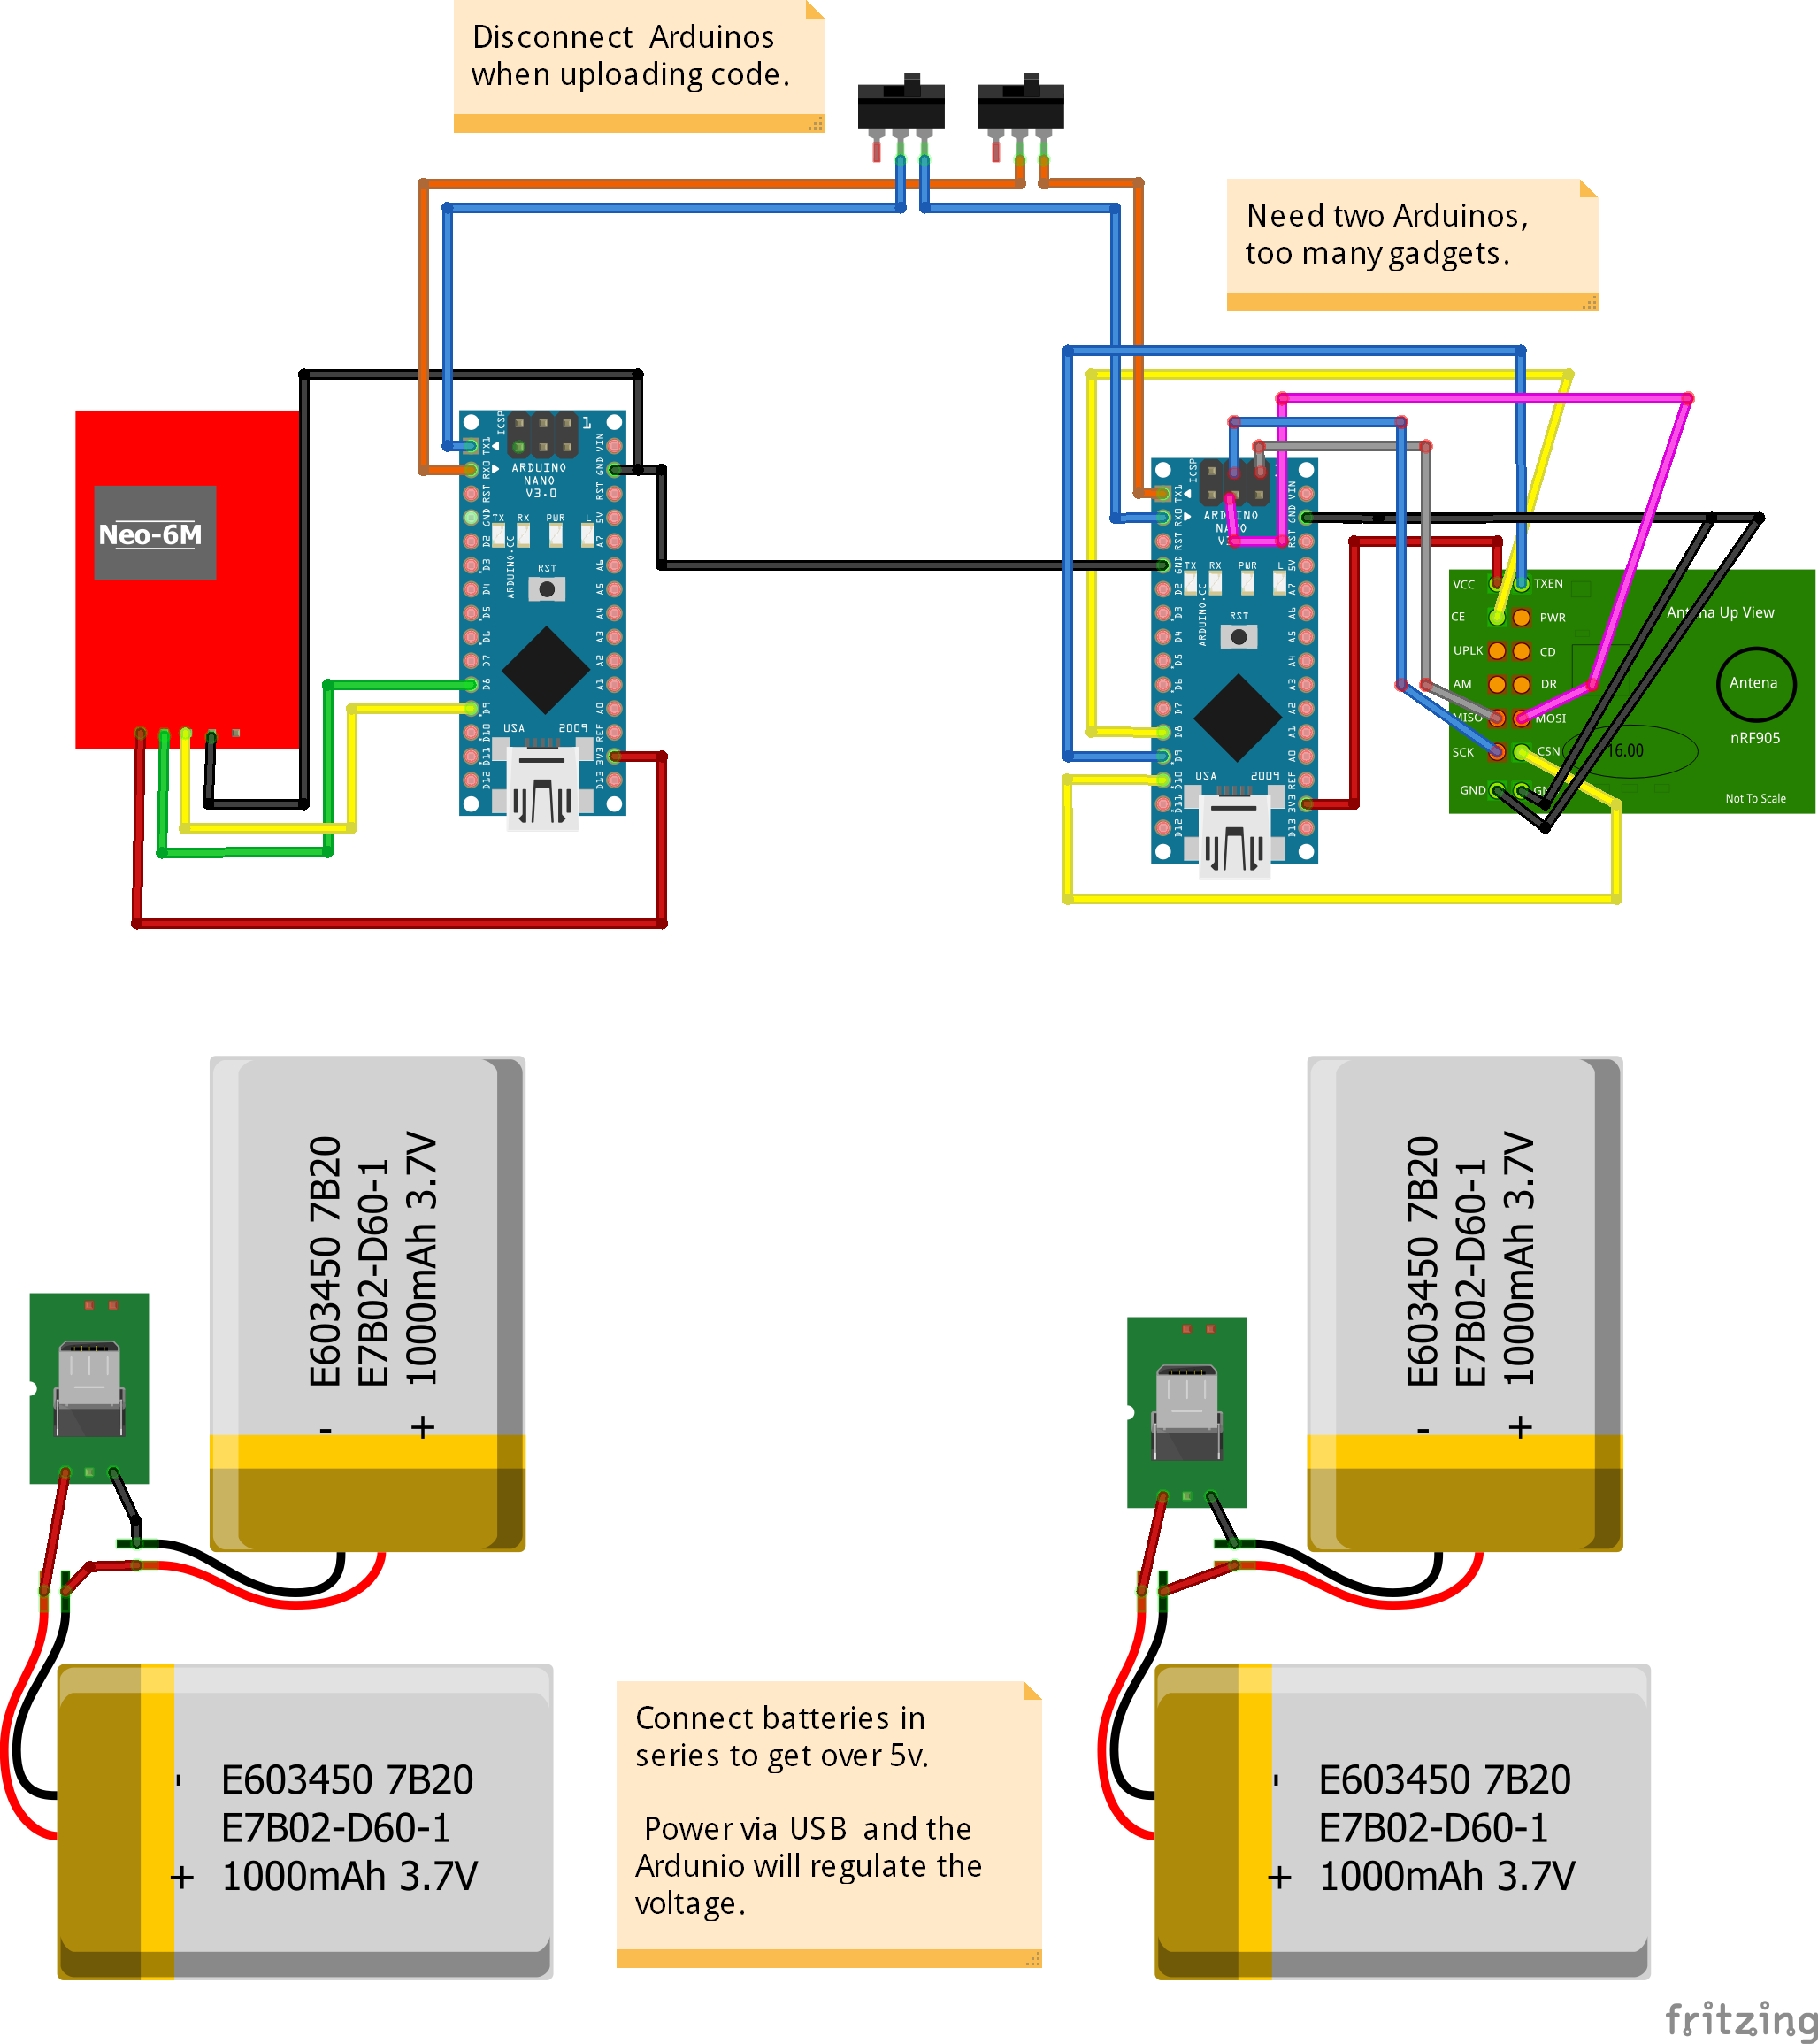 Disconnect Arduinos
when uploading code.
Need two Arduinos,
too many gadgets.
Neo-6M
ICSP
1
TX1
RX0
RST
GND
D2
D3
D4
D5
D6
D7
D8
D9
D10
D11
D12
VIN
GND
RST
5V
A7
A6
A5
A4
A3
A2
A1
A0
REF
3V3
D13
ARDUINO
NANO
V3.0
TX RX PWR L
RST
ARDUINO.CC
USA 2009
ICSP
TX1
RX0
RST
GND
D2
D3
D4
D5
D6
D7
D8
D9
D10
D11
D12
VIN
GND
RST
5V
A7
A6
A5
A4
A3
A2
A1
A0
REF
3V3
D13
TX RX PWR L
RST
ARDUINO.CC
USA 2009
VCC TXEN
CE PWR
UPLK CD
AM DR
MISO MOSI
SCK CSN
GND
Up View
Antena
nRF905
16.00
Not To Scale
E603450 7B20
E7B02-D60-1
1000mAh 3.7V
- +
E603450 7B20
E7B02-D60-1
1000mAh 3.7V
- +
- E603450 7B20
E7B02-D60-1
+ 1000mAh 3.7V
Connect batteries in
series to get over 5v.
Power via USB and the
Ardunio will regulate the
voltage.
- E603450 7B20
E7B02-D60-1
+ 1000mAh 3.7V
fritzing